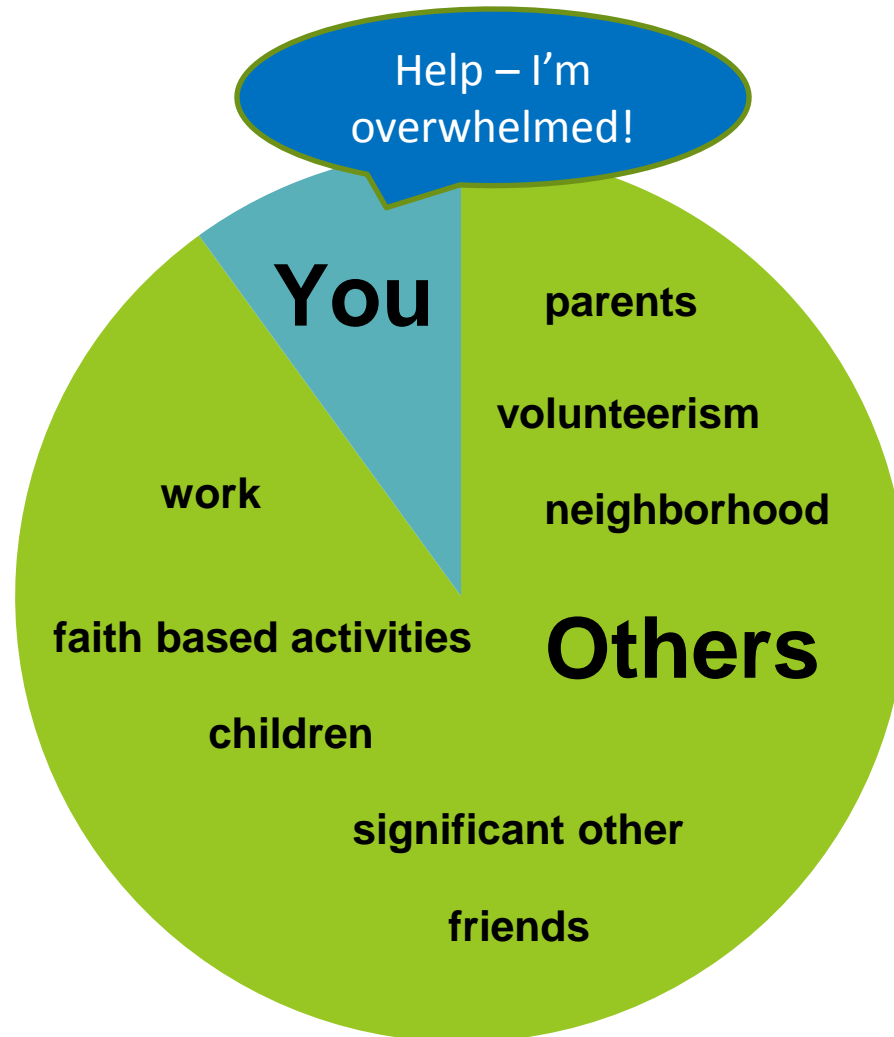 Help – I’m
overwhelmed!
You
parents
volunteerism
work
neighborhood
faith based activities
Others
children
significant other
friends